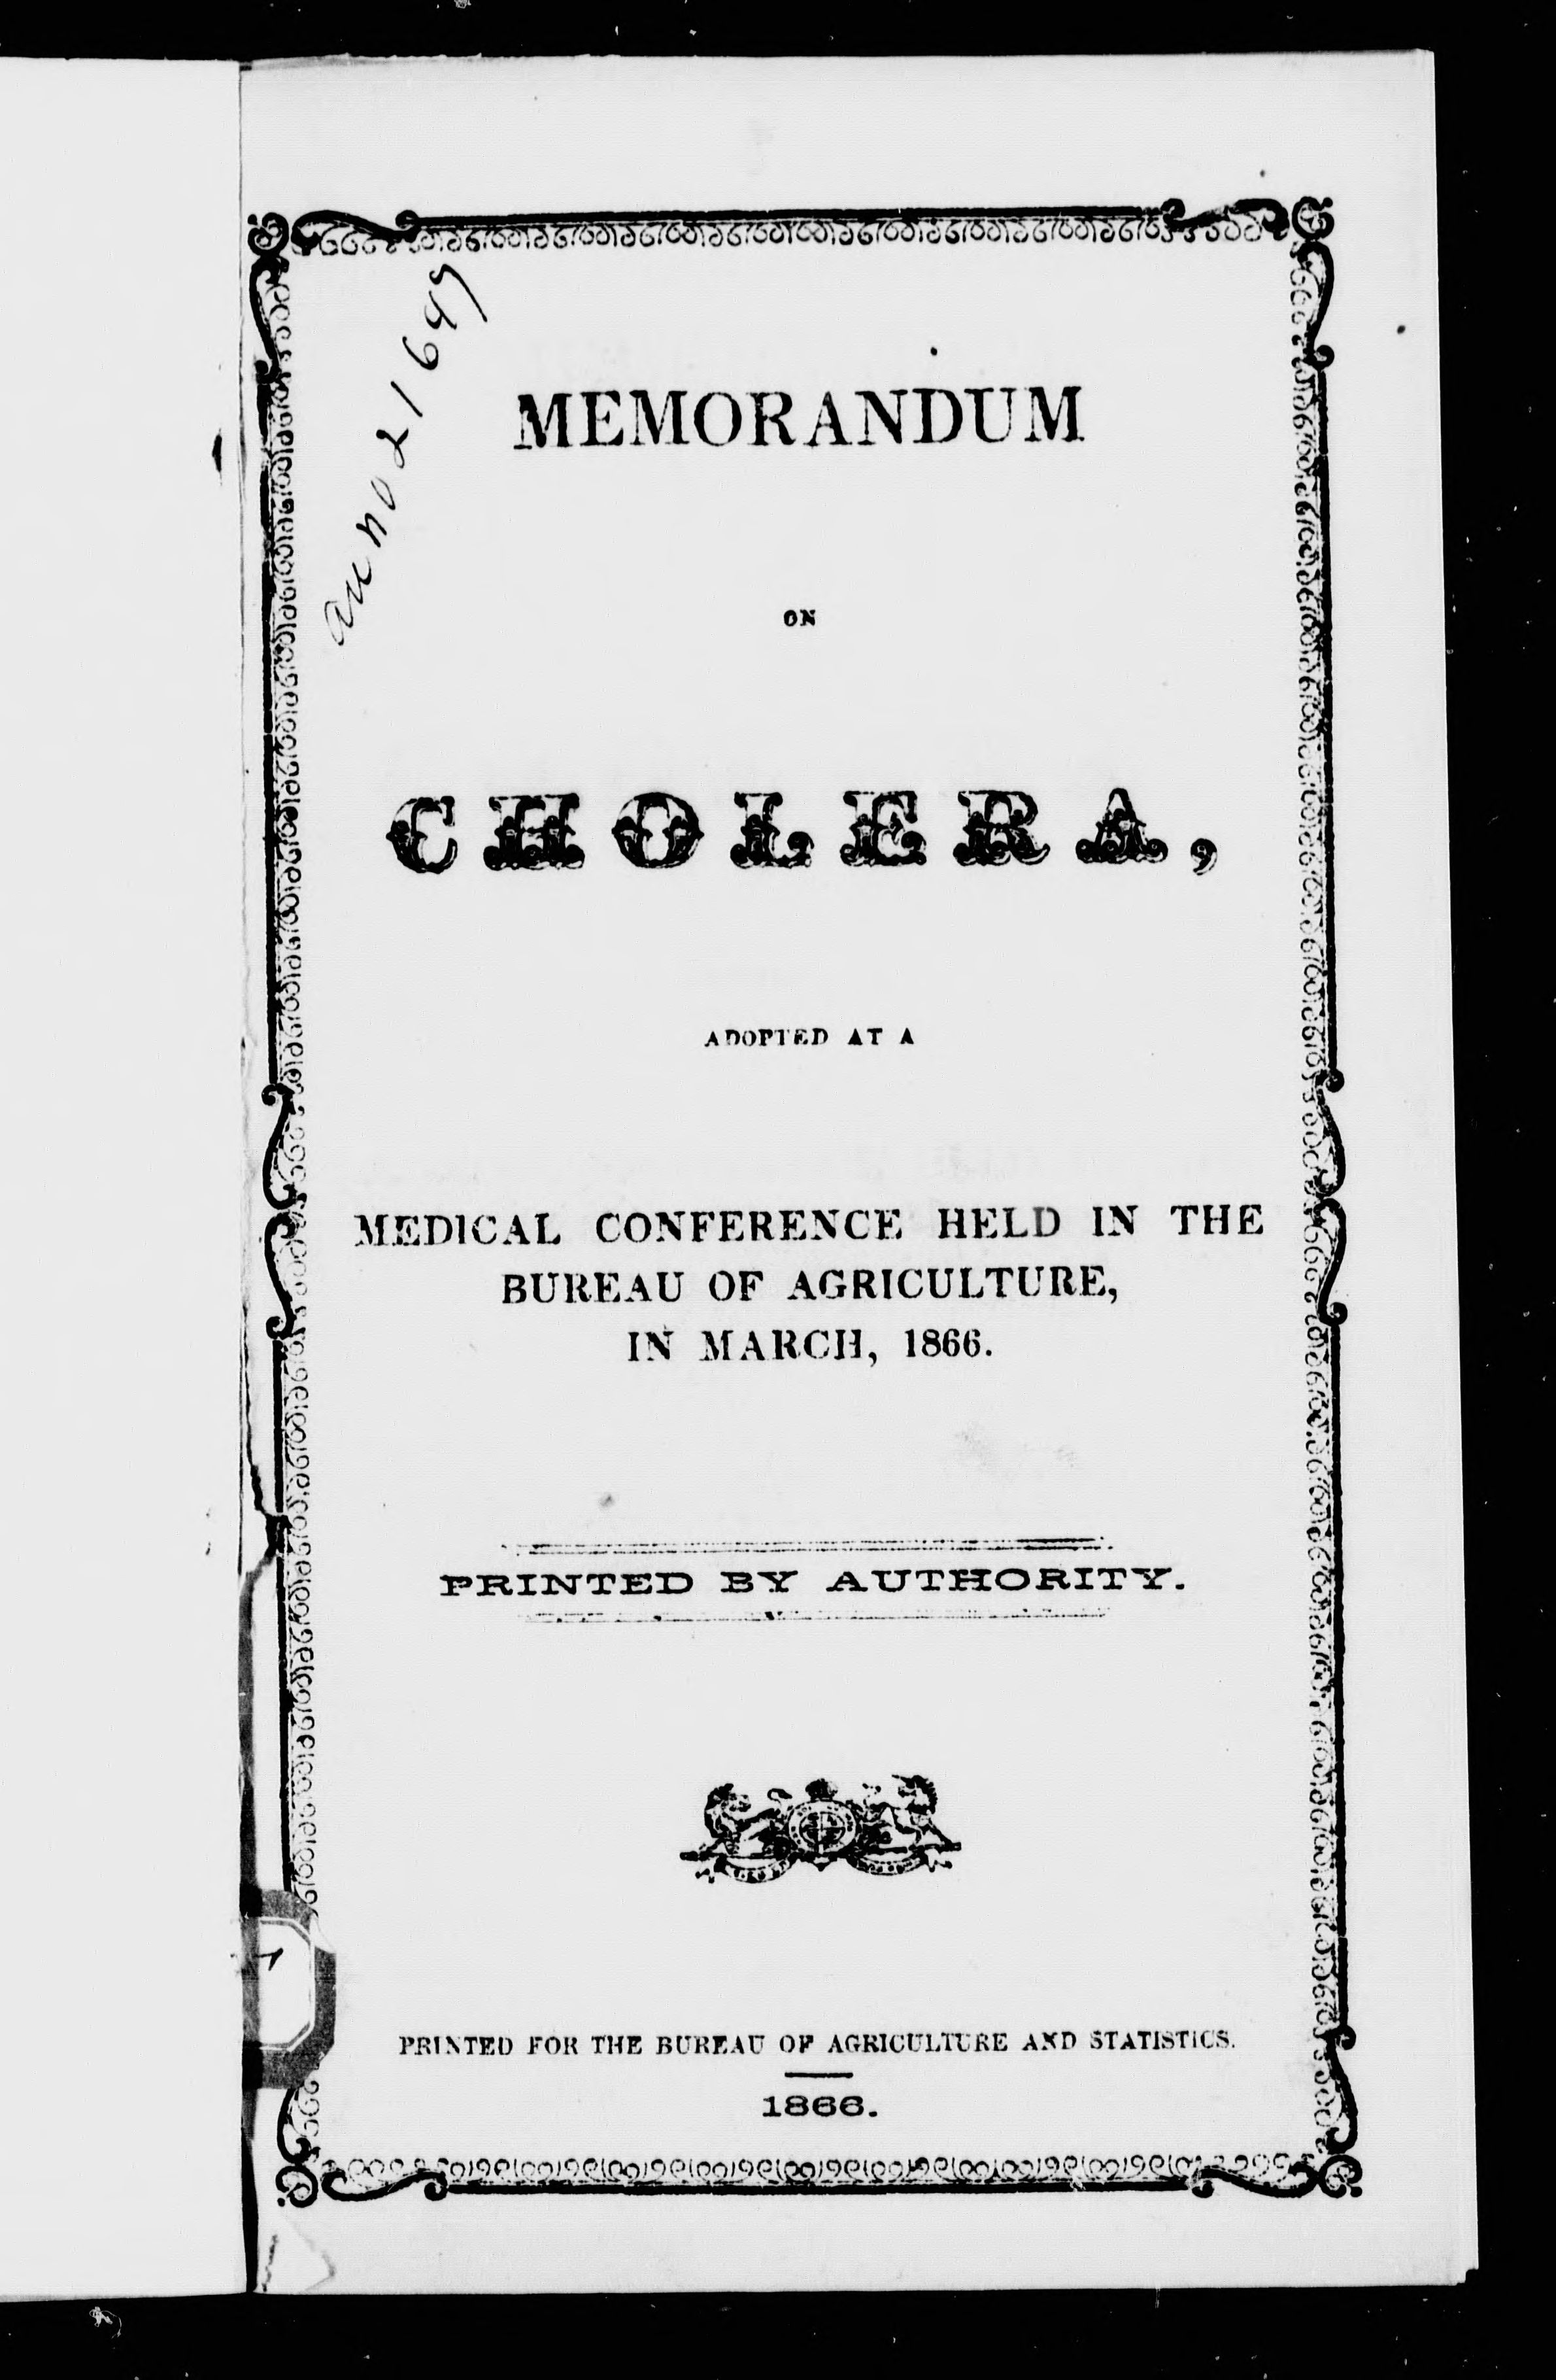 MEMORANDUM
ON
CHOLERA,
ADOPTED AT A
MEDICAL CONFERENCE HELD IN THE
BUREAU OF AGRICULTURE,
IN MARCH, 1866.
PRINTED BY AUTHORITY.
PRINTED FOR THE BUREAU OF AGRICULTURE AND STATISTICS.
1866.